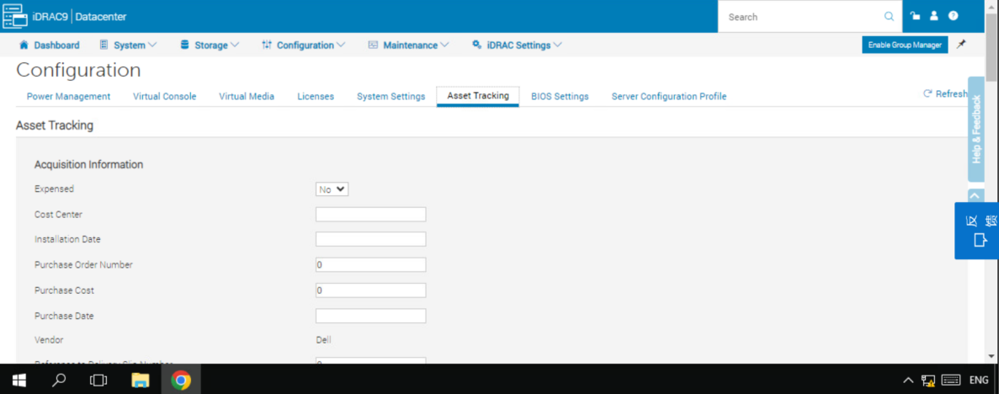 iDRAC9 | Datacenter
Search
Dashboard System Storage Configuration Maintenance iDRAC Settings Enable Group Manager
Configuration
Power Management Virtual Console Virtual Media Licenses System Settings Asset Tracking BIOS Settings Server Configuration Profile Refresh
Help & Feedback
Asset Tracking
Acquisition Information
Expensed No
Cost Center
Installation Date
Purchase Order Number 0
Purchase Cost 0
Purchase Date
Vendor Dell
Reference to Delivery Slip Number 0
ENG